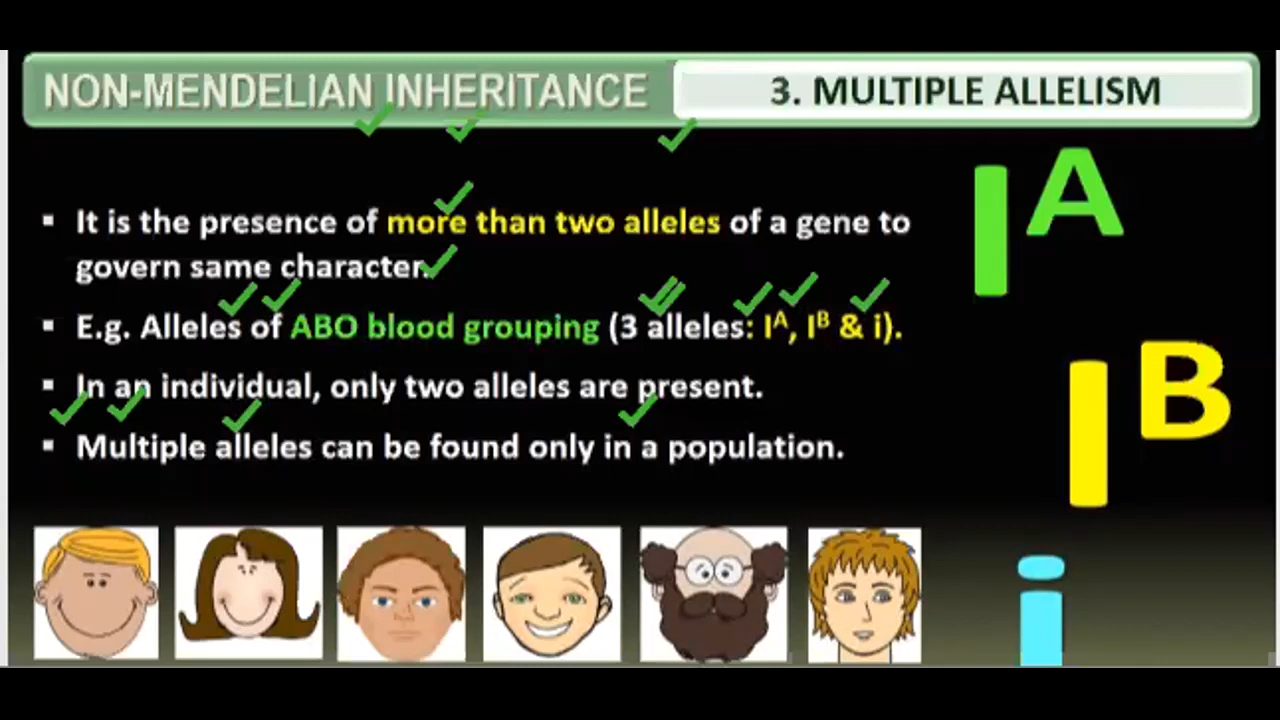 NON-MENDELIAN INHERITANCE
3. MULTIPLE ALLELISM
▪ It is the presence of more than two alleles of a gene to
govern same character.
▪ E.g. Alleles of ABO blood grouping (3 alleles: Iᴬ, Iᴮ & i).
▪ In an individual, only two alleles are present.
▪ Multiple alleles can be found only in a population.
Iᴬ
Iᴮ
i